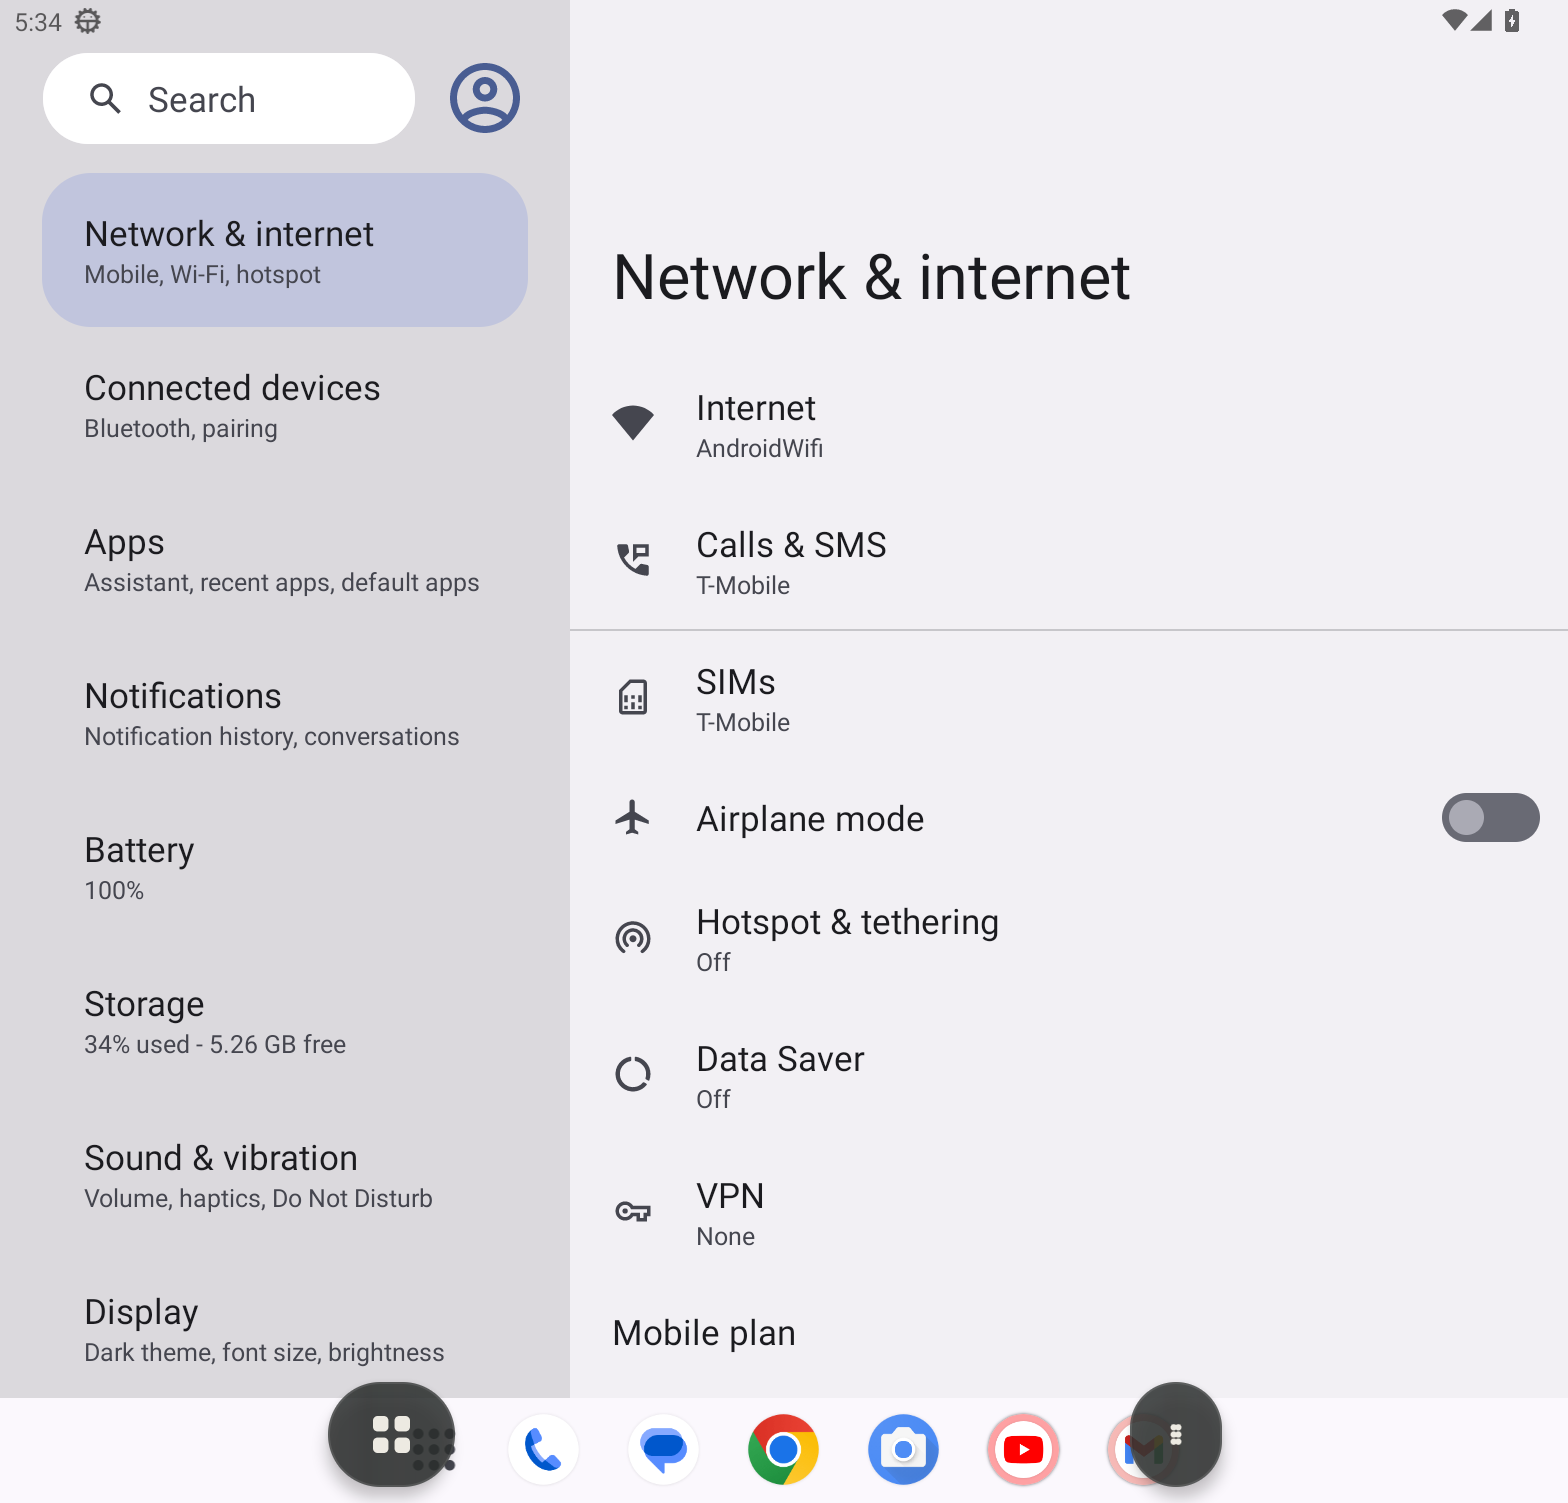 5:34
Search
Network & internet
Mobile, Wi-Fi, hotspot
Connected devices
Bluetooth, pairing
Apps
Assistant, recent apps, default apps
Notifications
Notification history, conversations
Battery
100%
Storage
34% used - 5.26 GB free
Sound & vibration
Volume, haptics, Do Not Disturb
Display
Dark theme, font size, brightness
Network & internet
Internet
AndroidWifi
Calls & SMS
T-Mobile
SIMs
T-Mobile
Airplane mode
Hotspot & tethering
Off
Data Saver
Off
VPN
None
Mobile plan